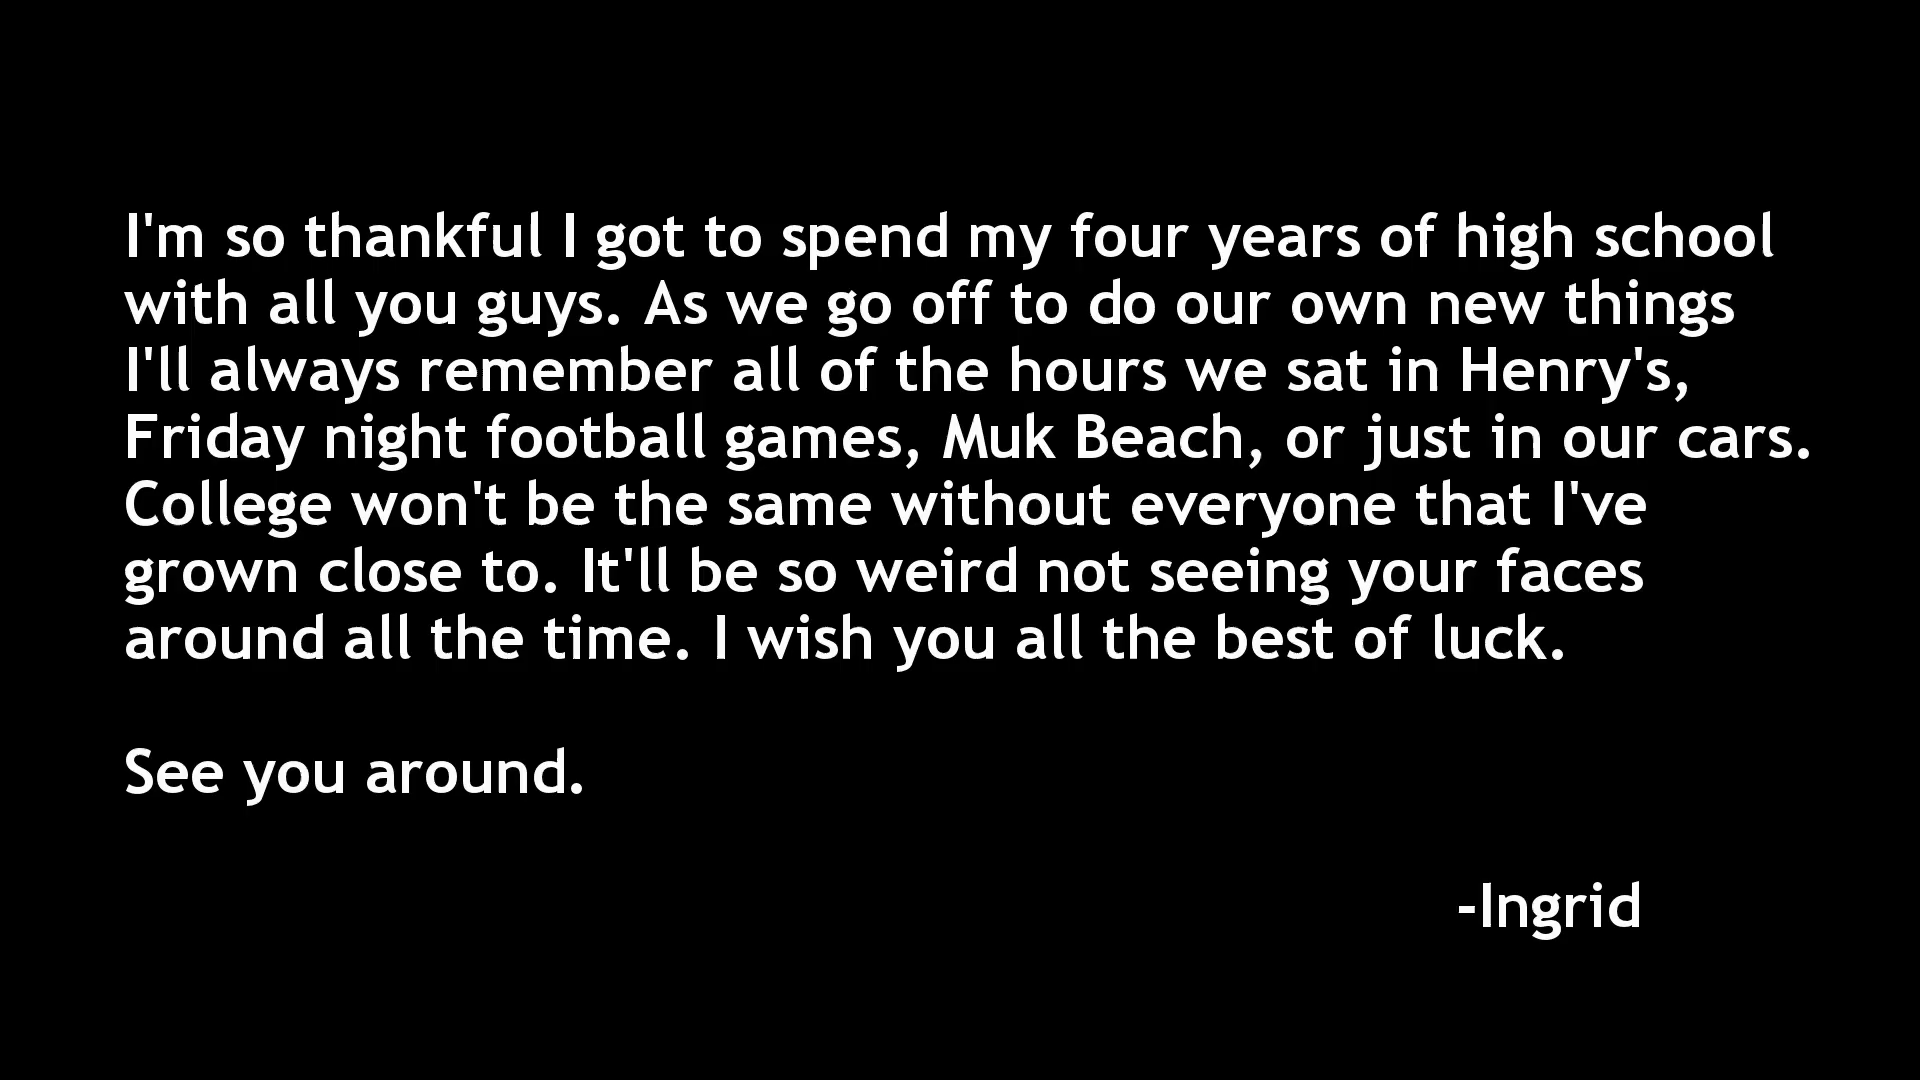 I'm so thankful I got to spend my four years of high school
with all you guys. As we go off to do our own new things
I'll always remember all of the hours we sat in Henry's,
Friday night football games, Muk Beach, or just in our cars.
College won't be the same without everyone that I've
grown close to. It'll be so weird not seeing your faces
around all the time. I wish you all the best of luck.
See you around.
-Ingrid